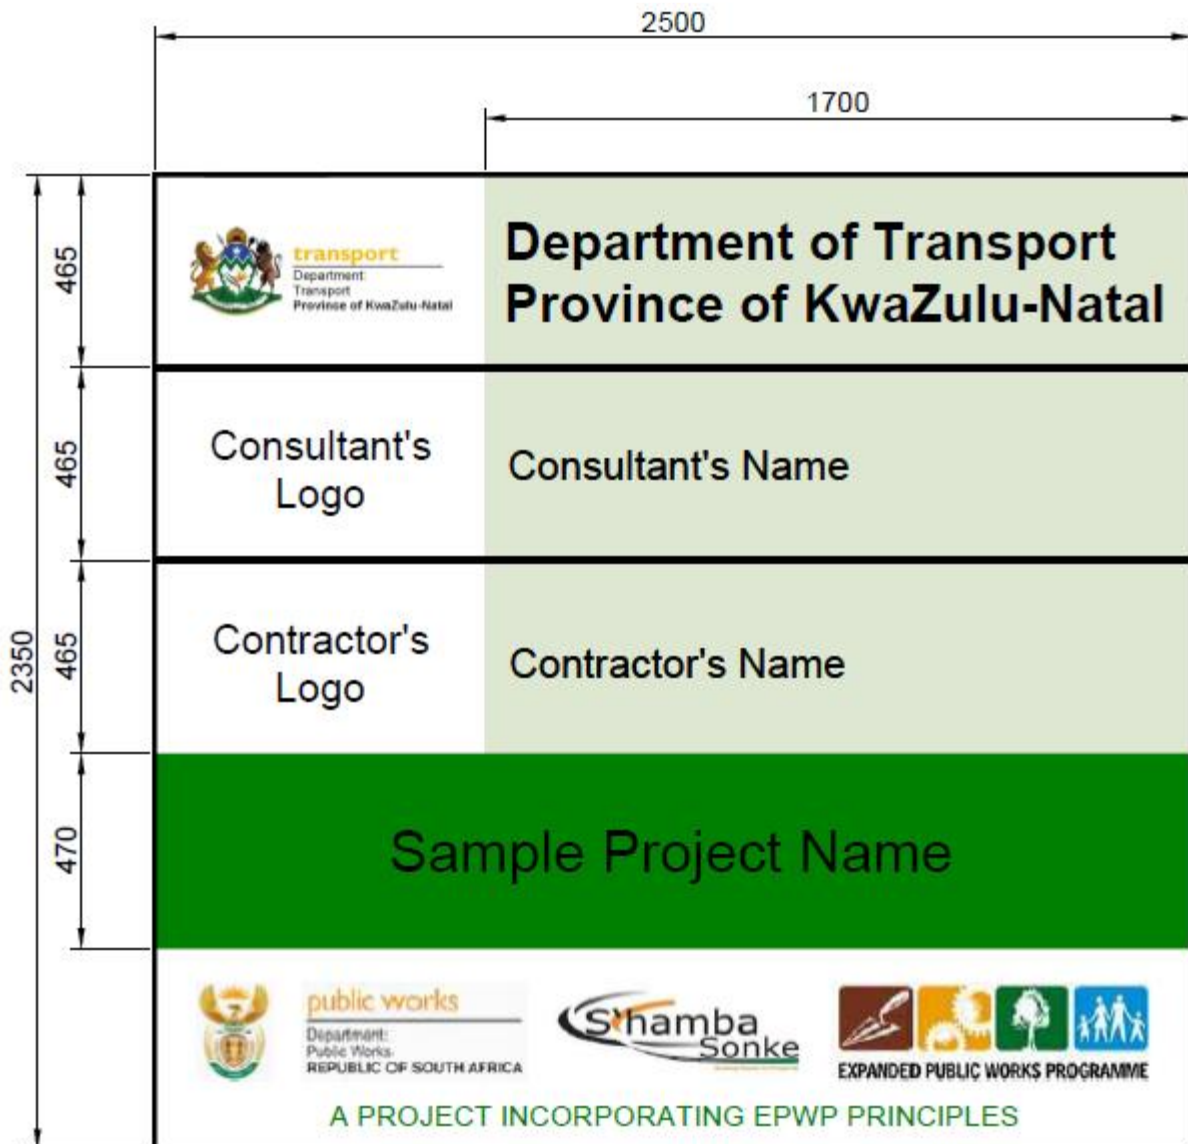 2500
1700
465
transport
Department:
Transport
Province of KwaZulu-Natal
Department of Transport
Province of KwaZulu-Natal
465
Consultant's
Logo
Consultant's Name
2350
465
Contractor's
Logo
Contractor's Name
470
Sample Project Name
public works
Department:
Public Works
REPUBLIC OF SOUTH AFRICA
S'hamba
Sonke
EXPANDED PUBLIC WORKS PROGRAMME
A PROJECT INCORPORATING EPWP PRINCIPLES